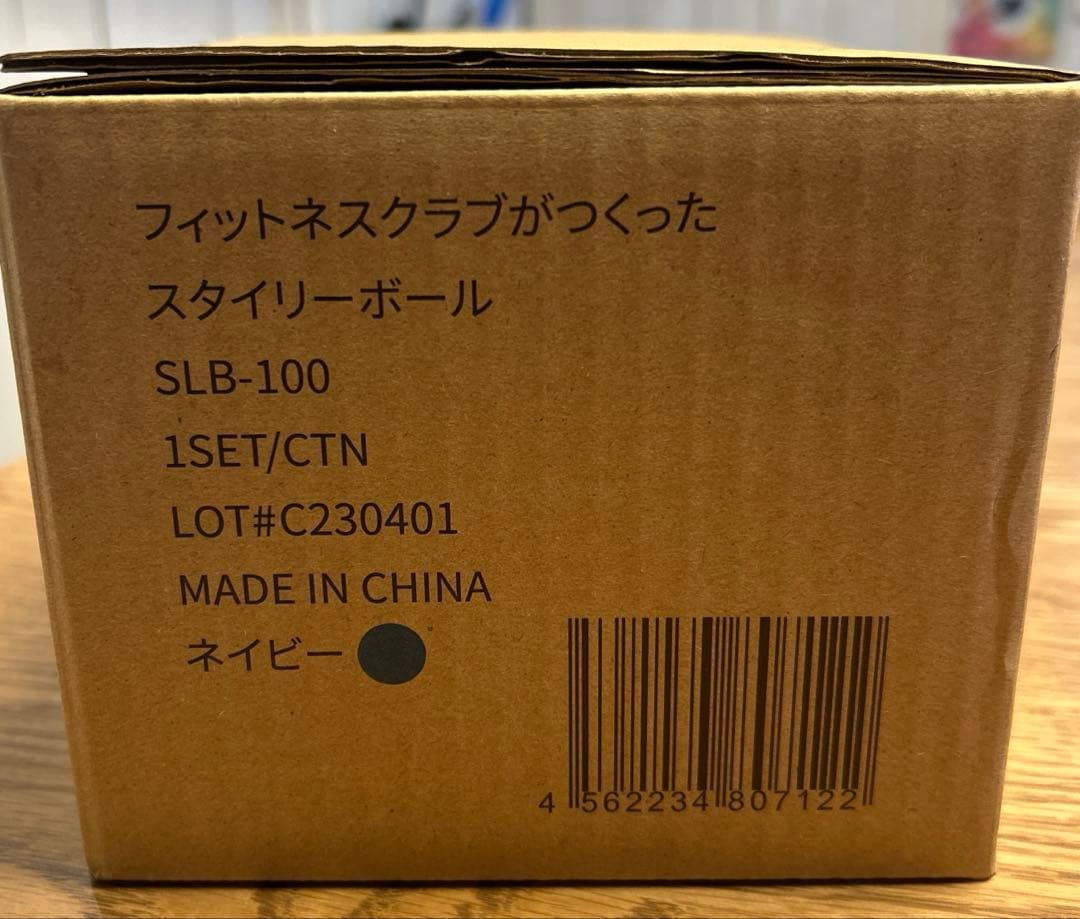 フィットネスクラブがつくった
スタイリーボール
SLB-100
1SET/CTN
LOT#C230401
MADE IN CHINA
ネイビー
4 562234 807122